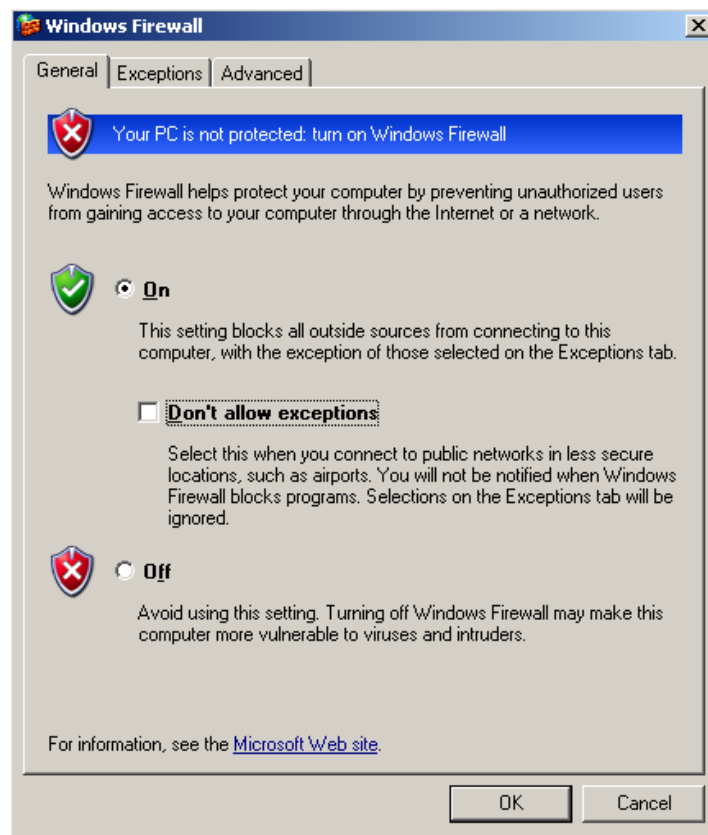 Windows Firewall
General Exceptions Advanced
Your PC is not protected: turn on Windows Firewall
Windows Firewall helps protect your computer by preventing unauthorized users
from gaining access to your computer through the Internet or a network.
On
This setting blocks all outside sources from connecting to this
computer, with the exception of those selected on the Exceptions tab.
Don't allow exceptions
Select this when you connect to public networks in less secure
locations, such as airports. You will not be notified when Windows
Firewall blocks programs. Selections on the Exceptions tab will be
ignored.
Off
Avoid using this setting. Turning off Windows Firewall may make this
computer more vulnerable to viruses and intruders.
For information, see the Microsoft Web site.
OK Cancel